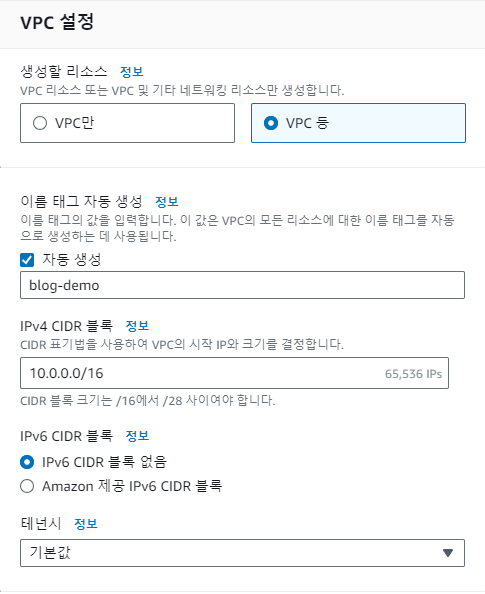 VPC 설정
생성할 리소스 정보
VPC 리소스 또는 VPC 및 기타 네트워킹 리소스만 생성합니다.
VPC만 VPC 등
이름 태그 자동 생성 정보
이름 태그의 값을 입력합니다. 이 값은 VPC의 모든 리소스에 대한 이름 태그를 자동
으로 생성하는 데 사용됩니다.
자동 생성
blog-demo
IPv4 CIDR 블록 정보
CIDR 표기법을 사용하여 VPC의 시작 IP와 크기를 결정합니다.
10.0.0.0/16 65,536 IPs
CIDR 블록 크기는 /16에서 /28 사이여야 합니다.
IPv6 CIDR 블록 정보
IPv6 CIDR 블록 없음
Amazon 제공 IPv6 CIDR 블록
테넌시 정보
기본값